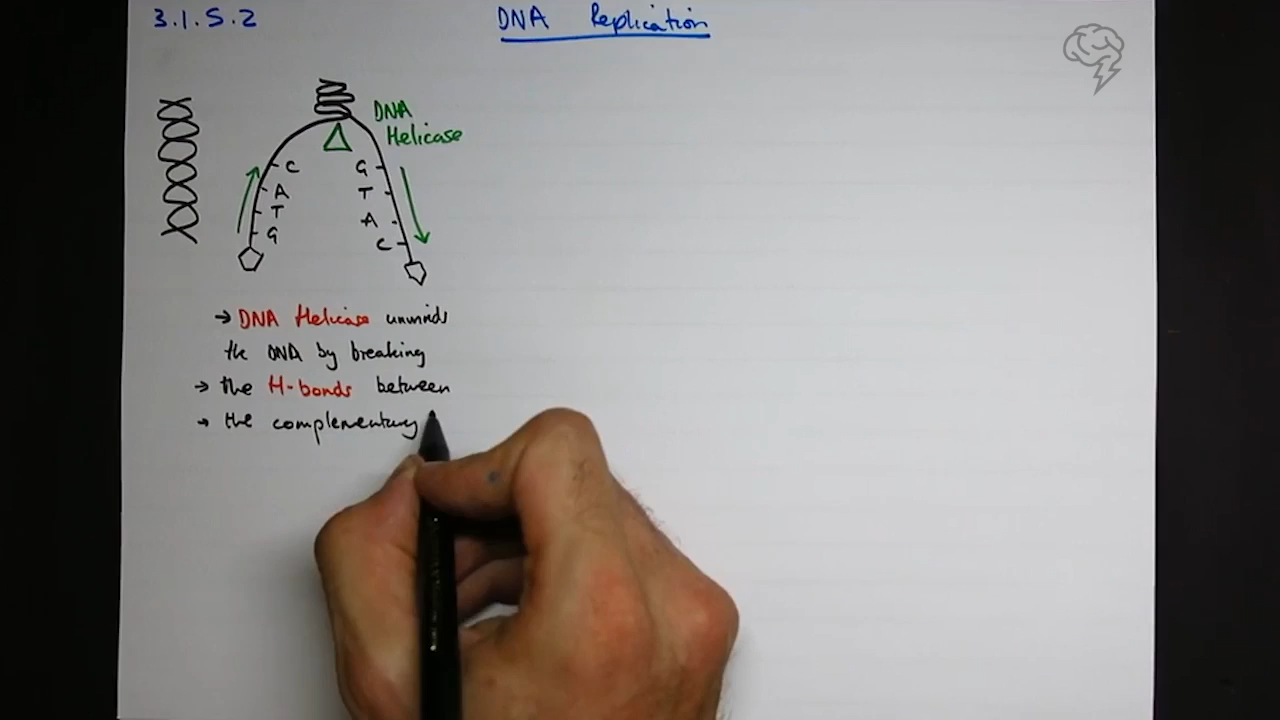 3.1.5.2
DNA Replication
DNA
Helicase
C G
A T
T A
G C
→ DNA Helicase unwinds
the DNA by breaking
→ the H-bonds between
→ the complementary